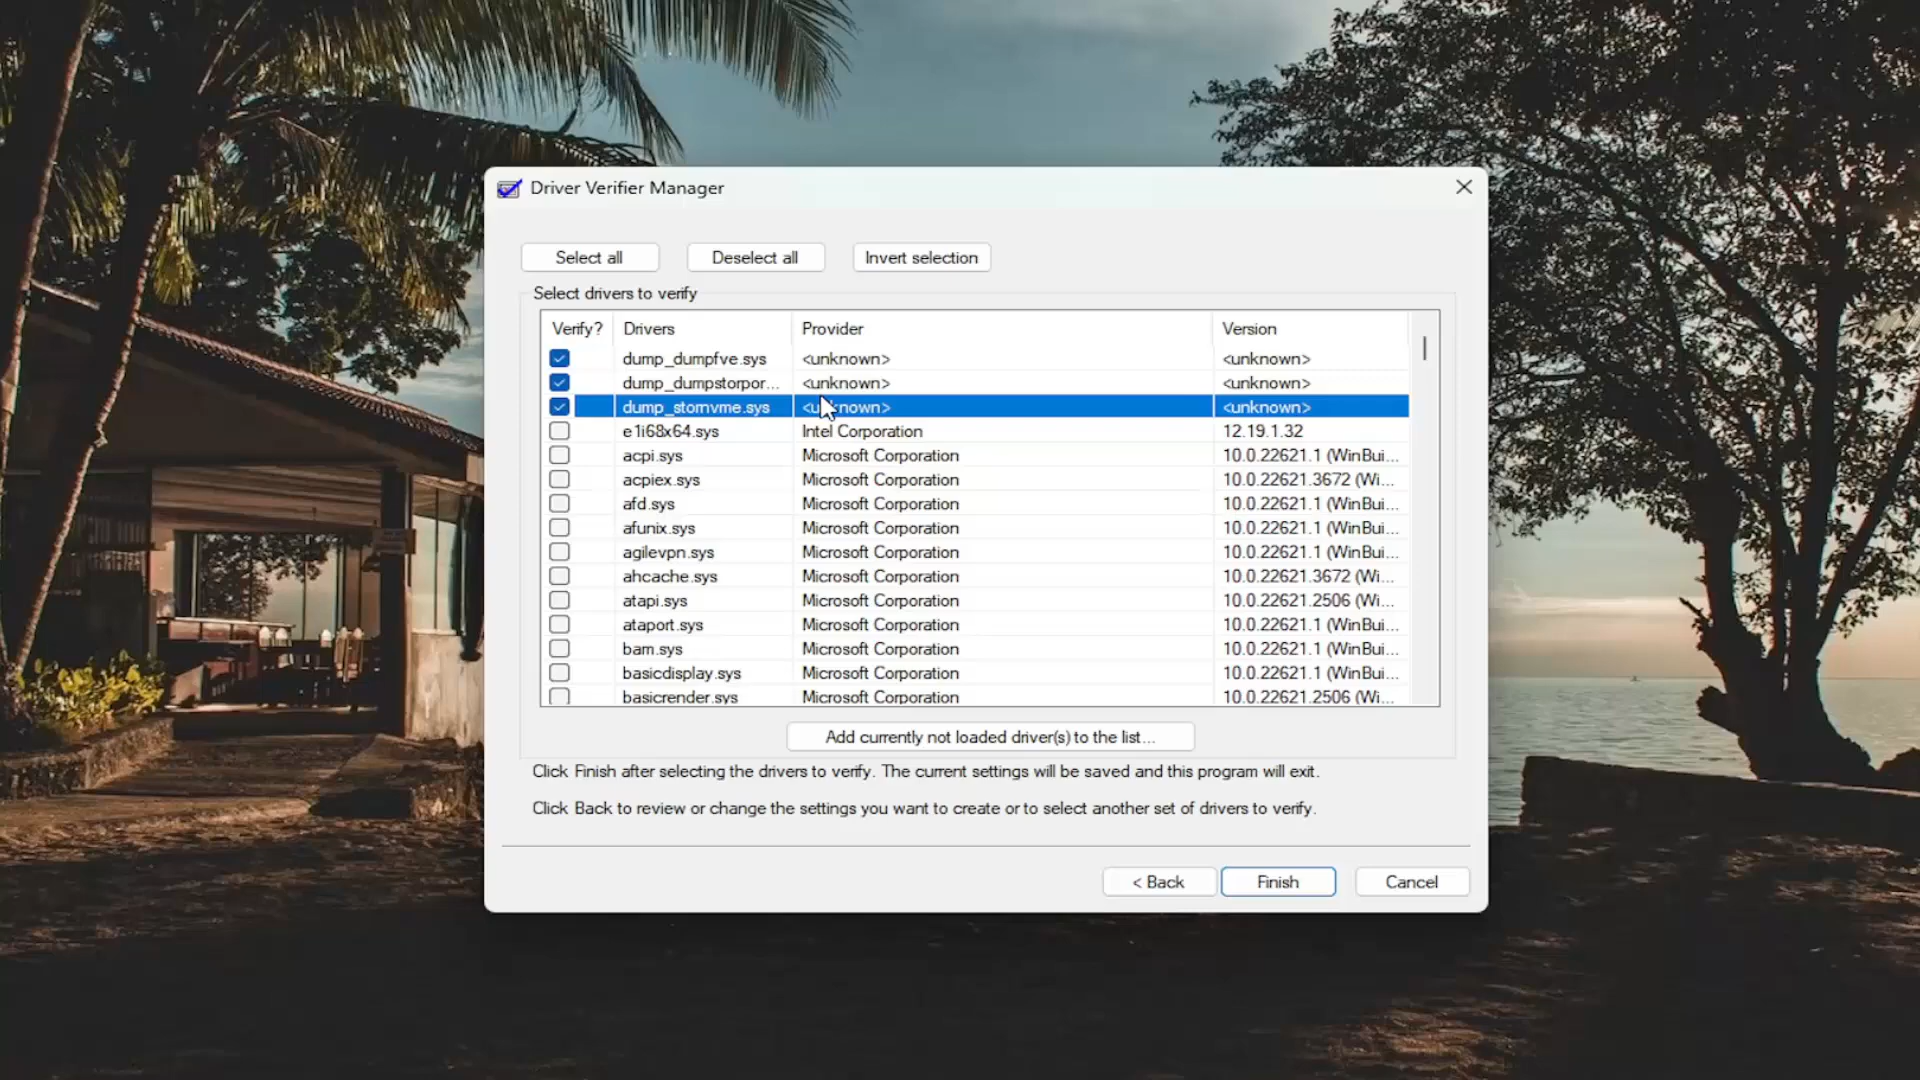 Driver Verifier Manager
Select all Deselect all Invert selection
Select drivers to verify
Verify? Drivers Provider Version
dump_dumpfve.sys <unknown> <unknown>
dump_dumpstorpor... <unknown> <unknown>
dump_stornvme.sys <unknown> <unknown>
e1i68x64.sys Intel Corporation 12.19.1.32
acpi.sys Microsoft Corporation 10.0.22621.1 (WinBui...
acpiex.sys Microsoft Corporation 10.0.22621.3672 (Wi...
afd.sys Microsoft Corporation 10.0.22621.1 (WinBui...
afunix.sys Microsoft Corporation 10.0.22621.1 (WinBui...
agilevpn.sys Microsoft Corporation 10.0.22621.1 (WinBui...
ahcache.sys Microsoft Corporation 10.0.22621.3672 (Wi...
atapi.sys Microsoft Corporation 10.0.22621.2506 (Wi...
ataport.sys Microsoft Corporation 10.0.22621.1 (WinBui...
bam.sys Microsoft Corporation 10.0.22621.1 (WinBui...
basicdisplay.sys Microsoft Corporation 10.0.22621.1 (WinBui...
basicrender.sys Microsoft Corporation 10.0.22621.2506 (Wi...
Add currently not loaded driver(s) to the list...
Click Finish after selecting the drivers to verify. The current settings will be saved and this program will exit.
Click Back to review or change the settings you want to create or to select another set of drivers to verify.
< Back Finish Cancel